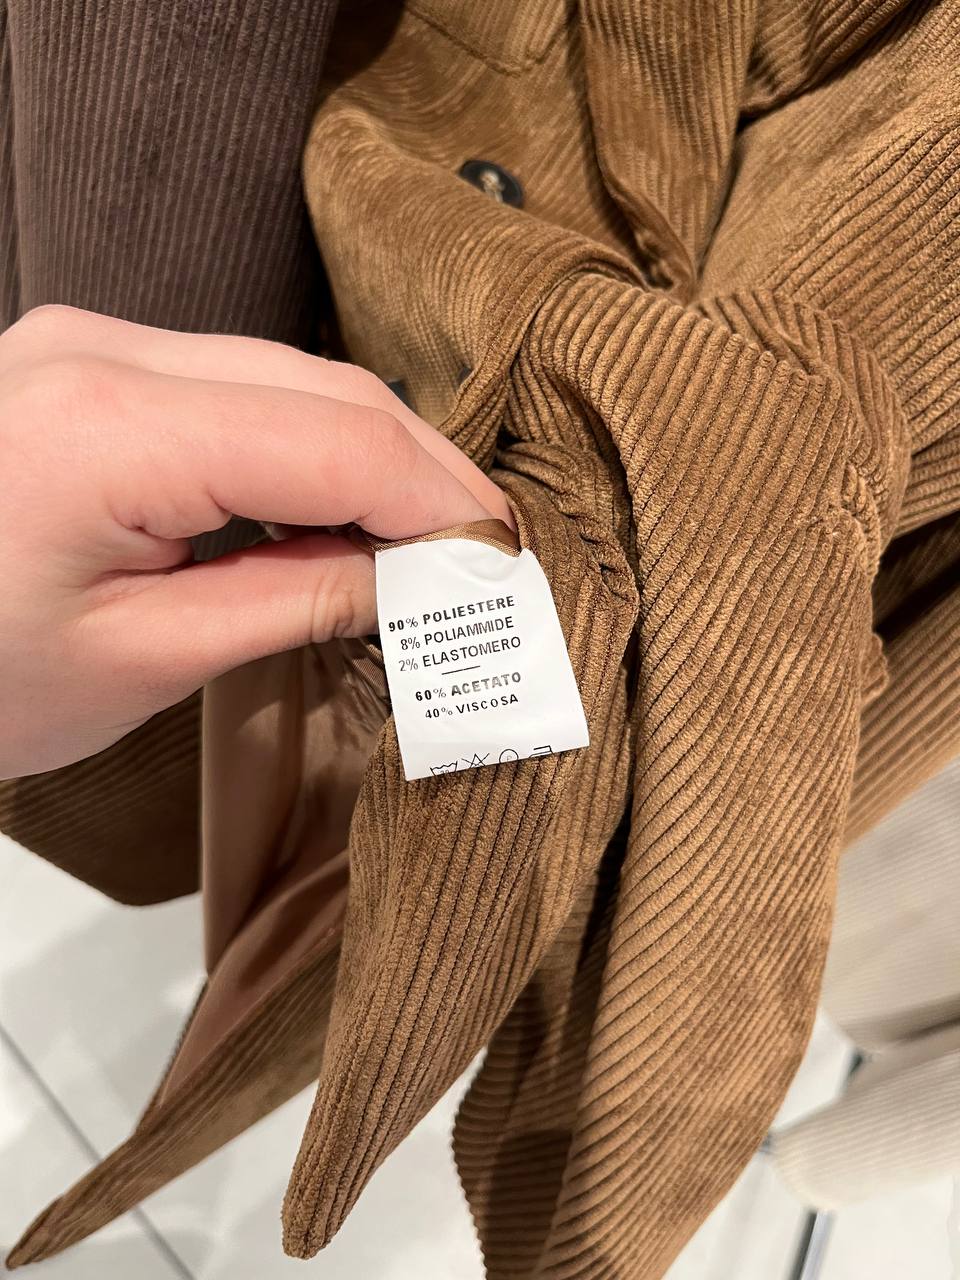 90% POLIESTERE
8% POLIAMMIDE
2% ELASTOMERO
60% ACETATO
40% VISCOSA